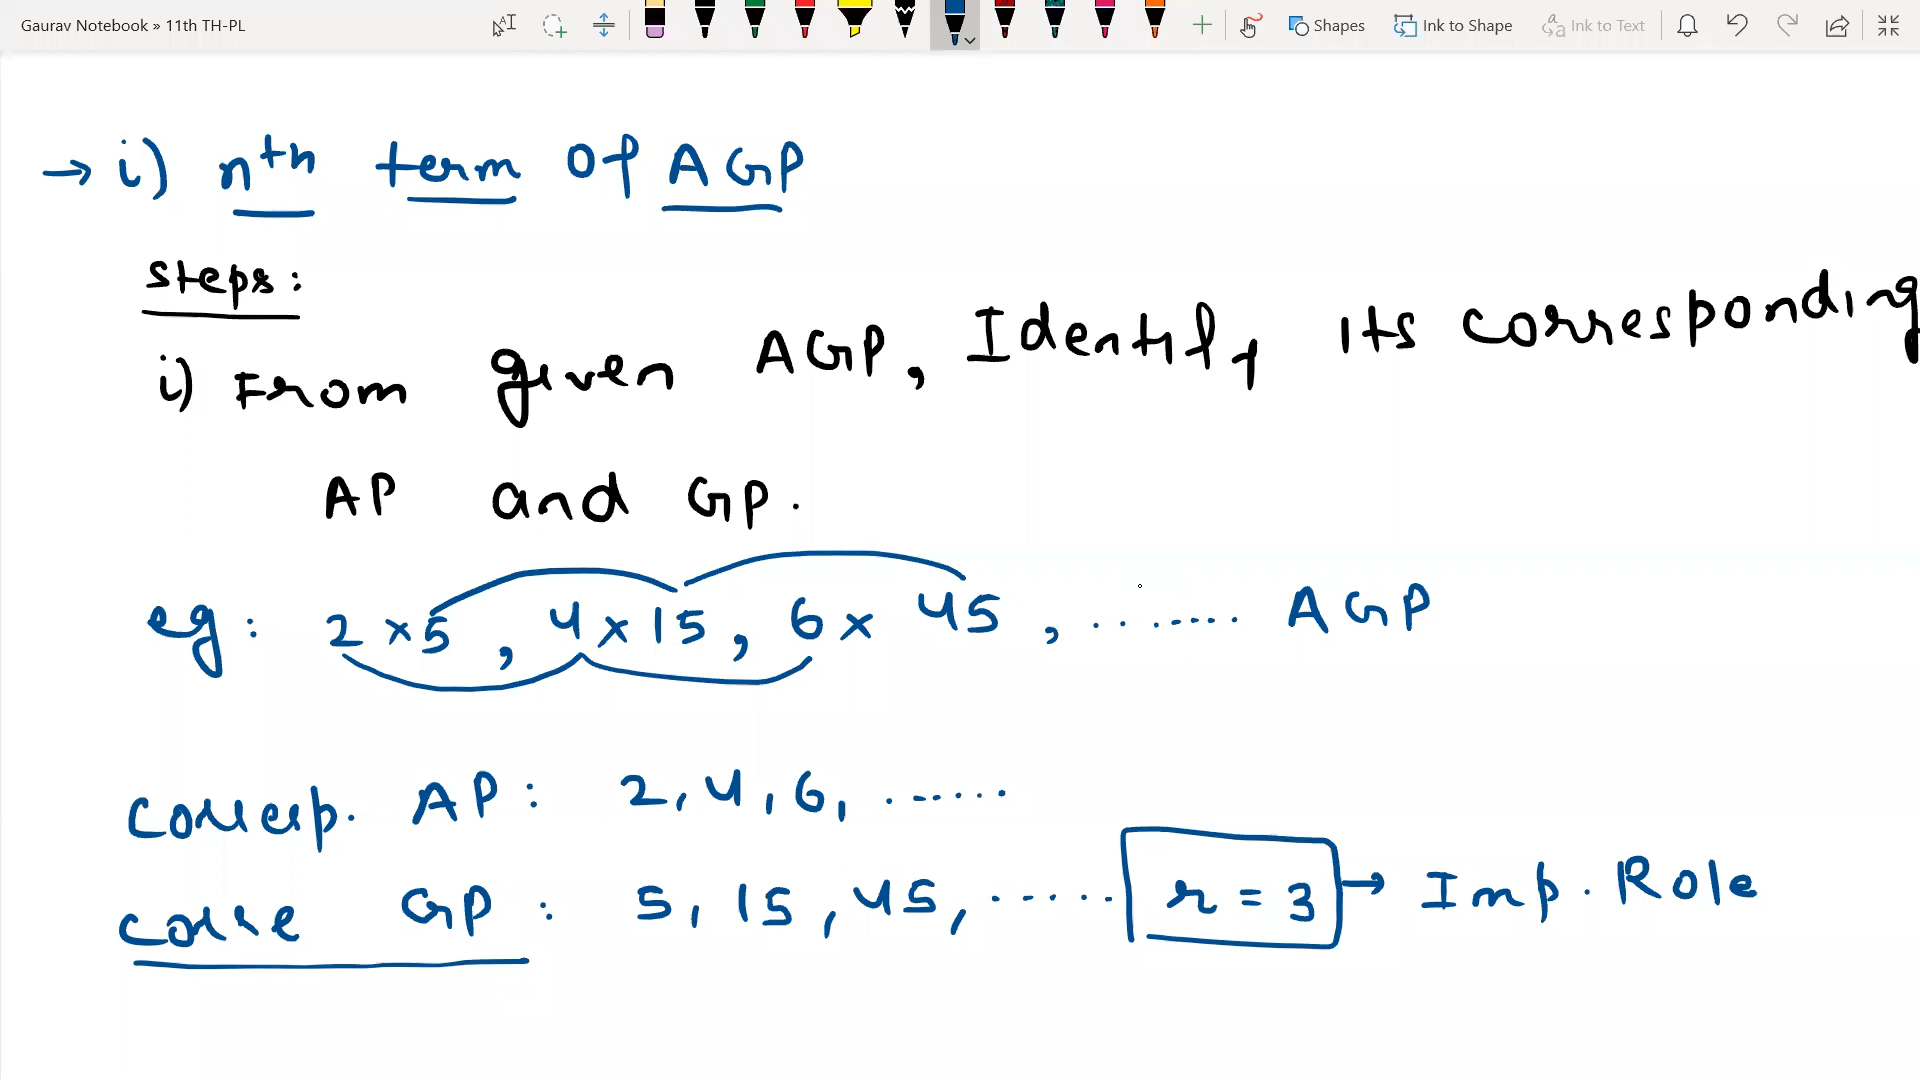 Gaurav Notebook » 11th TH-PL
Shapes
Ink to Shape
Ink to Text
→ i) nth term of AGP
steps:
i) From given AGP, Identify its corresponding
AP and GP.
eg: 2 × 5, 4 × 15, 6 × 45, ........ AGP
Corresp. AP: 2, 4, 6, .......
Corre GP: 5, 15, 45, ...... r = 3 → Imp. Role